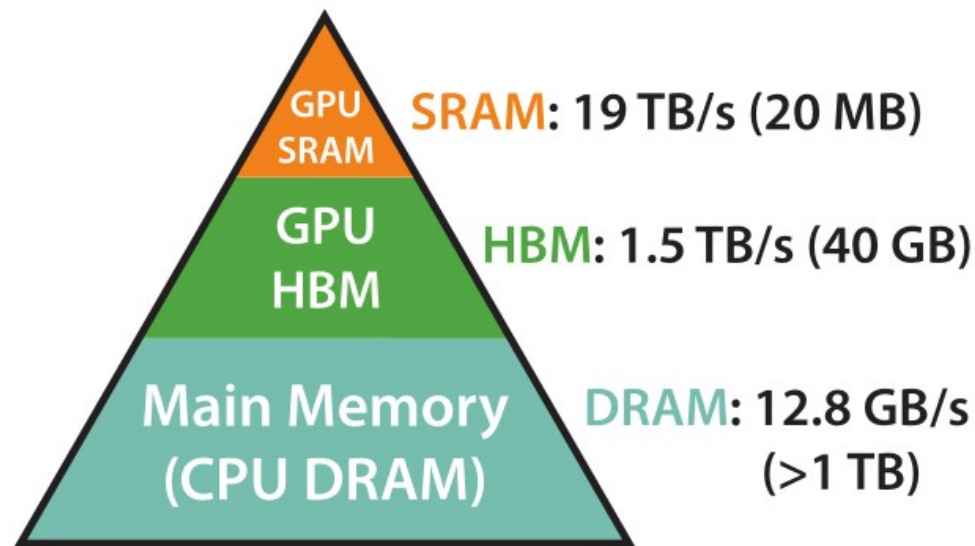 GPU
SRAM
SRAM: 19 TB/s (20 MB)
GPU
HBM
HBM: 1.5 TB/s (40 GB)
Main Memory
(CPU DRAM)
DRAM: 12.8 GB/s
(>1 TB)